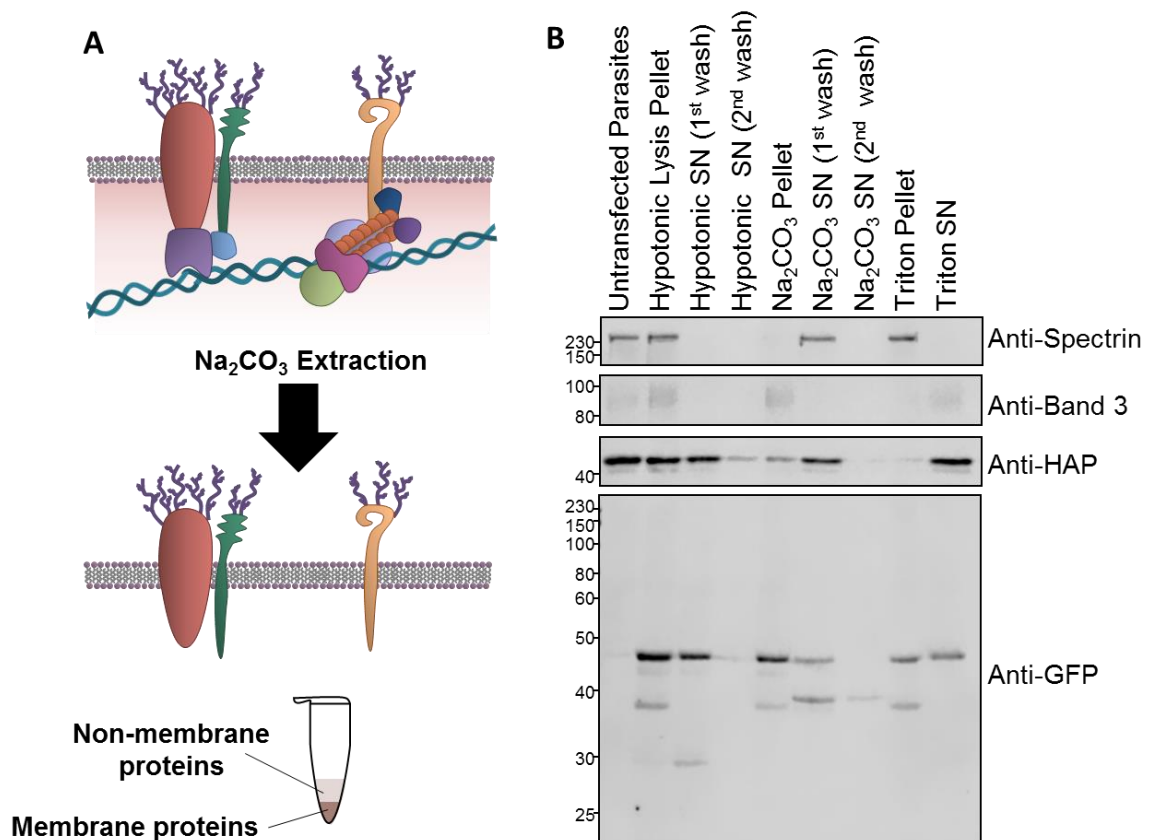 A
Na₂CO₃ Extraction
Non-membrane
proteins
Membrane proteins
B
Untransfected Parasites
Hypotonic Lysis Pellet
Hypotonic SN (1st wash)
Hypotonic SN (2nd wash)
Na₂CO₃ Pellet
Na₂CO₃ SN (1st wash)
Na₂CO₃ SN (2nd wash)
Triton Pellet
Triton SN
230
150
Anti-Spectrin
100
80
Anti-Band 3
40
Anti-HAP
230
150
100
80
60
50
40
30
25
Anti-GFP